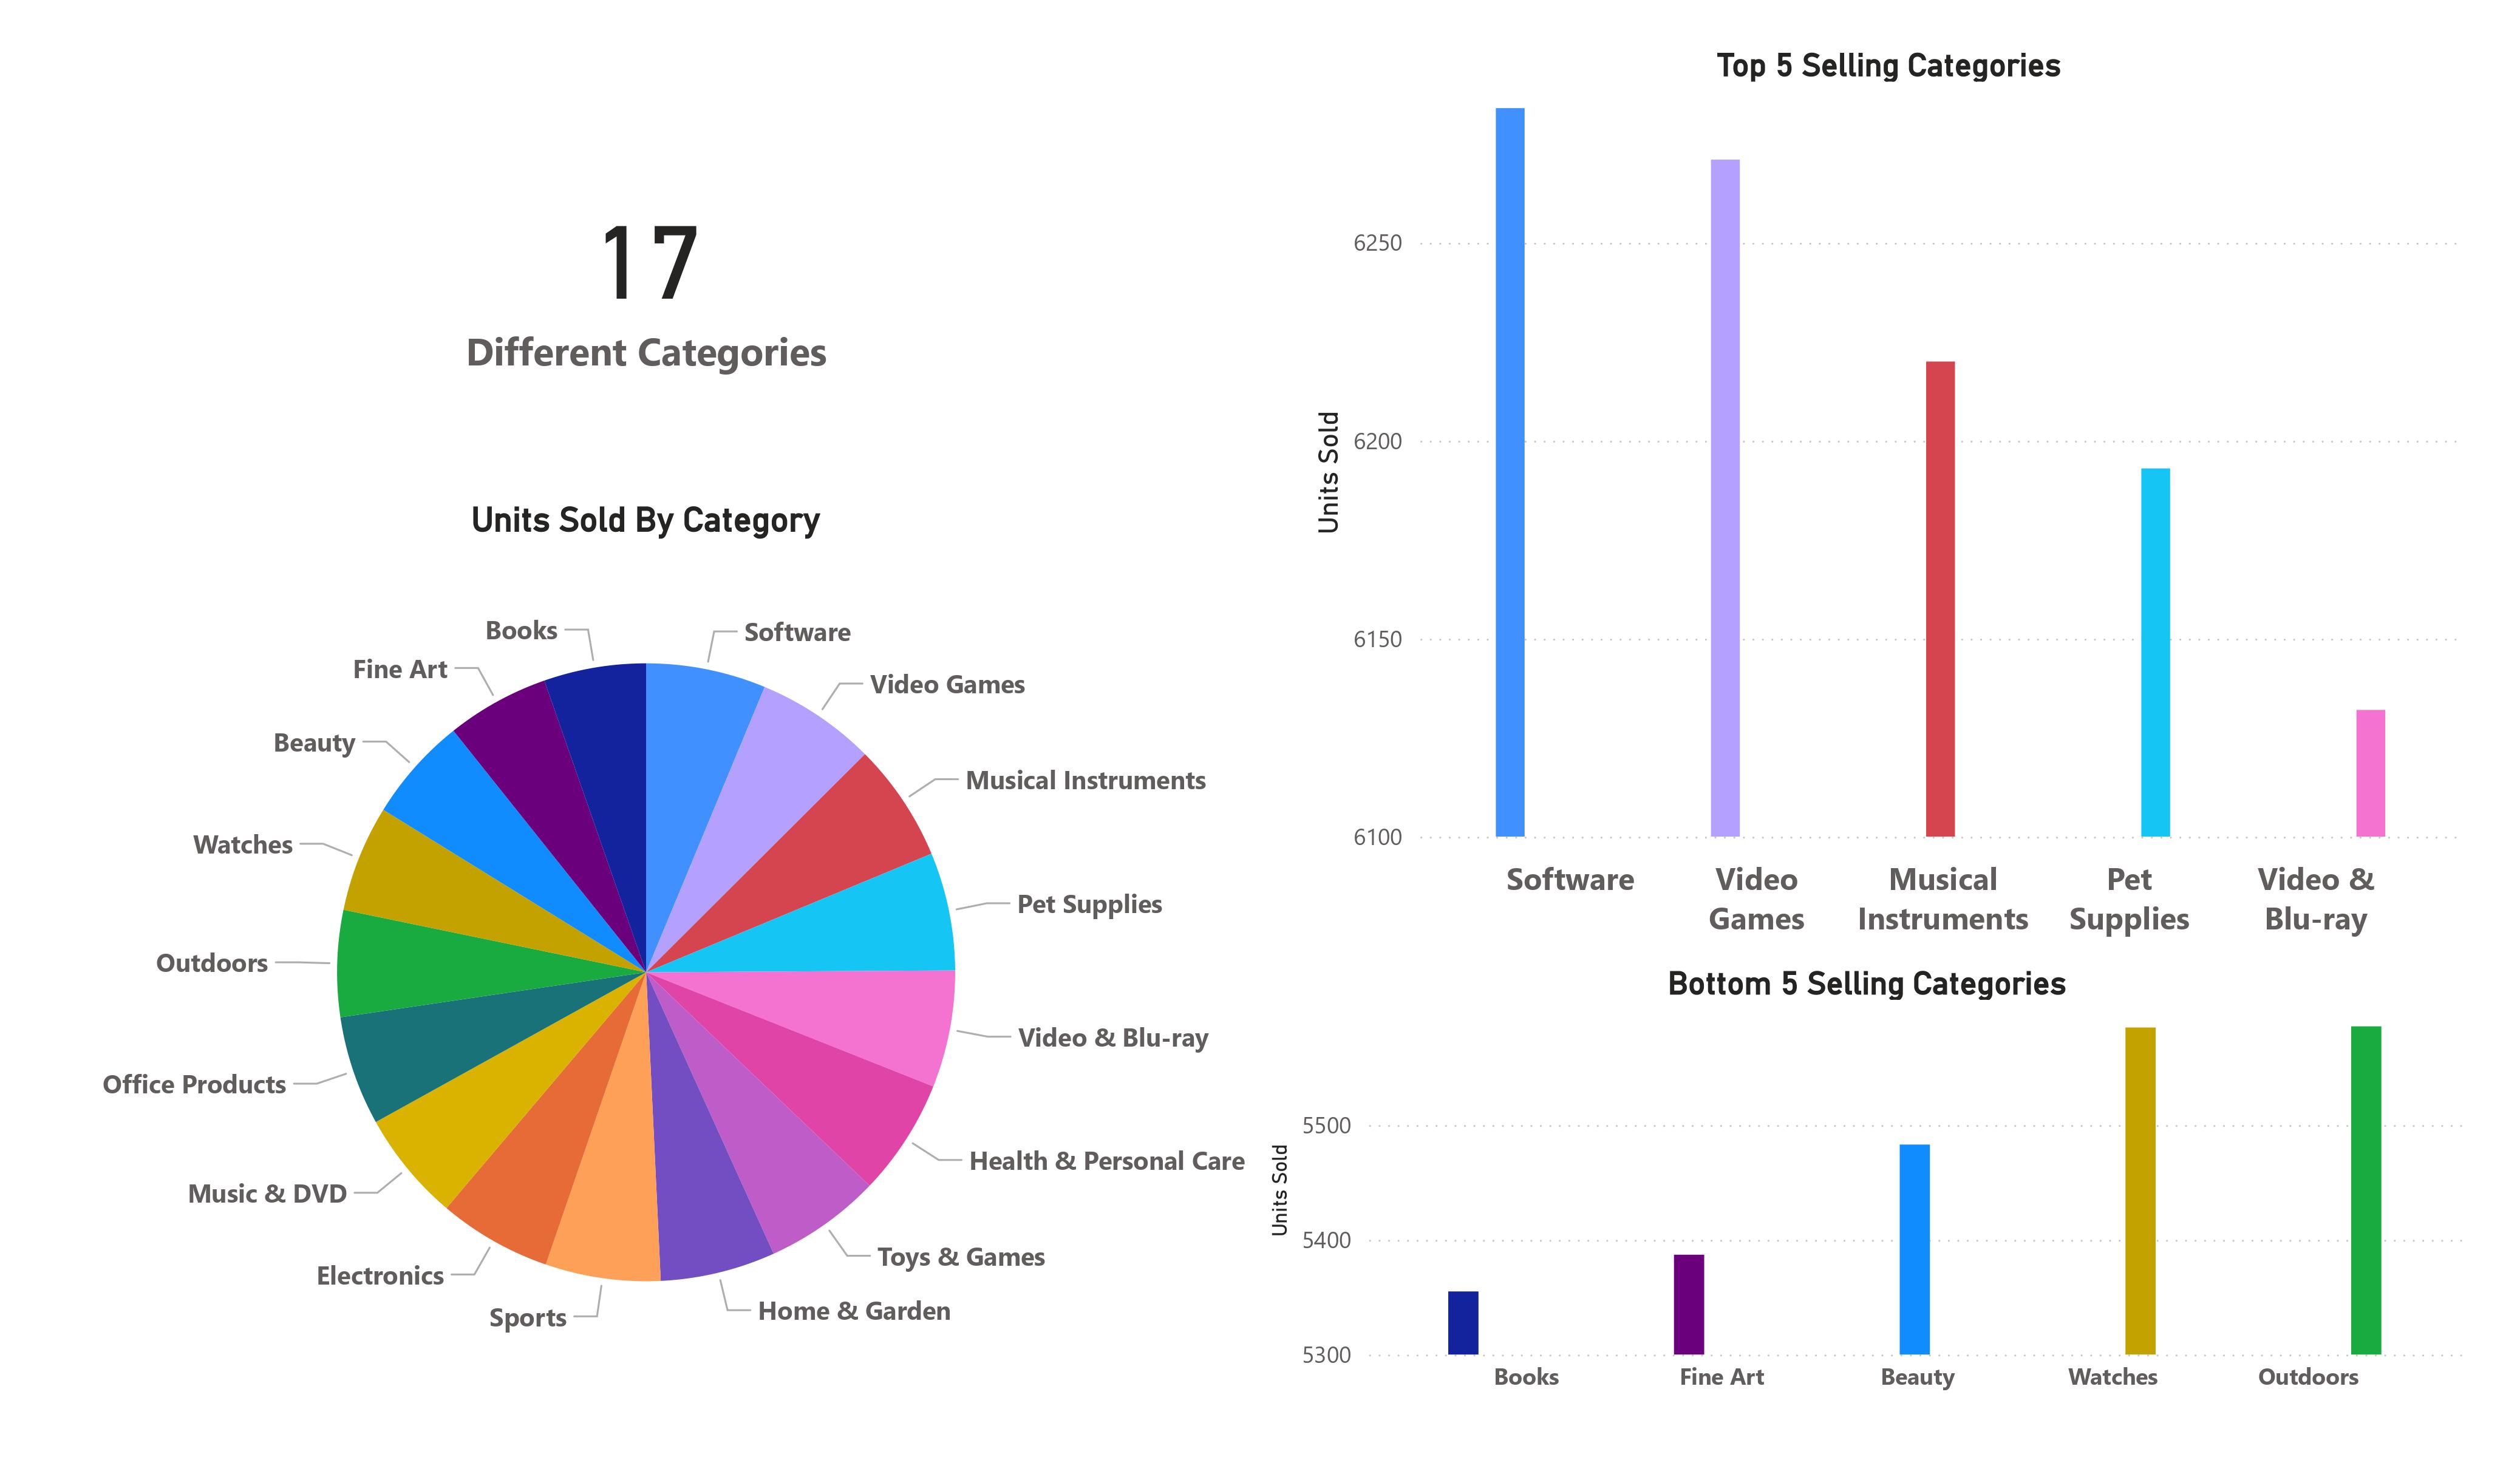 17
Different Categories
Units Sold By Category
Books
Software
Fine Art
Video Games
Beauty
Musical Instruments
Watches
Pet Supplies
Outdoors
Video & Blu-ray
Office Products
Health & Personal Care
Music & DVD
Toys & Games
Electronics
Home & Garden
Sports
Top 5 Selling Categories
Units Sold
6250
6200
6150
6100
Software
Video
Games
Musical
Instruments
Pet
Supplies
Video &
Blu-ray
Bottom 5 Selling Categories
Units Sold
5500
5400
5300
Books
Fine Art
Beauty
Watches
Outdoors